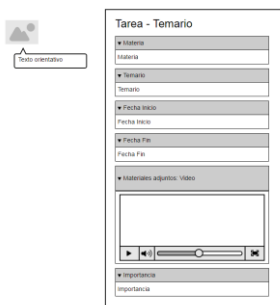 Tarea - Temario
Texto orientativo
▾ Materia
Materia
▾ Temario
Temario
▾ Fecha Inicio
Fecha Inicio
▾ Fecha Fin
Fecha Fin
▾ Materiales adjuntos: Video
▾ Importancia
Importancia